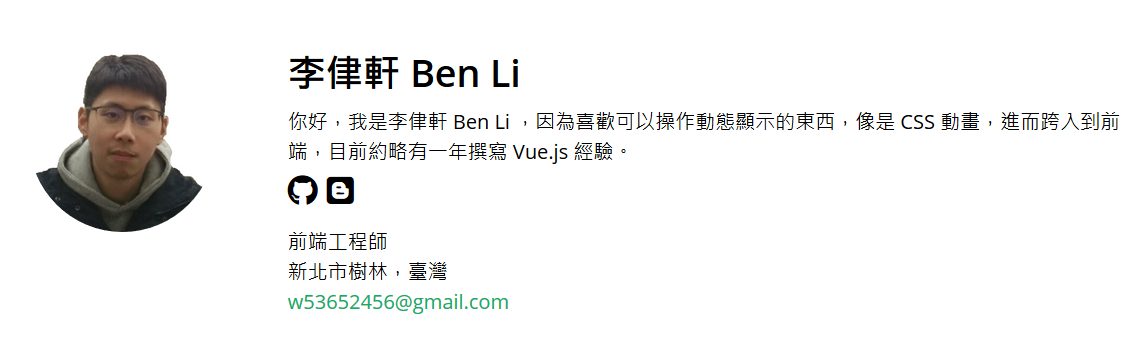 李侓軒 Ben Li
你好，我是李侓軒 Ben Li ，因為喜歡可以操作動態顯示的東西，像是 CSS 動畫，進而跨入到前
端，目前約略有一年撰寫 Vue.js 經驗。
前端工程師
新北市樹林，臺灣
w53652456@gmail.com